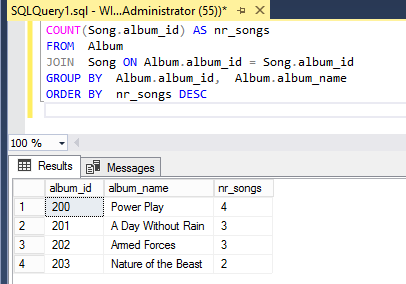 SQLQuery1.sql - WI...Administrator (55))*
COUNT(Song.album_id) AS nr_songs
FROM Album
JOIN Song ON Album.album_id = Song.album_id
GROUP BY Album.album_id, Album.album_name
ORDER BY nr_songs DESC
100 %
Results Messages
album_id album_name nr_songs
1 200 Power Play 4
2 201 A Day Without Rain 3
3 202 Armed Forces 3
4 203 Nature of the Beast 2